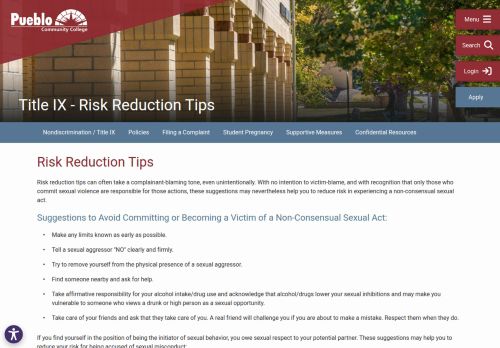 Pueblo
Community College
Menu
Search
Login
Apply
Title IX - Risk Reduction Tips
Nondiscrimination / Title IX Policies Filing a Complaint Student Pregnancy Supportive Measures Confidential Resources
Risk Reduction Tips
Risk reduction tips can often take a complainant-blaming tone, even unintentionally. With no intention to victim-blame, and with recognition that only those who
commit sexual violence are responsible for those actions, these suggestions may nevertheless help you to reduce risk in experiencing a non-consensual sexual
act.
Suggestions to Avoid Committing or Becoming a Victim of a Non-Consensual Sexual Act:
• Make any limits known as early as possible.
• Tell a sexual aggressor "NO" clearly and firmly.
• Try to remove yourself from the physical presence of a sexual aggressor.
• Find someone nearby and ask for help.
• Take affirmative responsibility for your alcohol intake/drug use and acknowledge that alcohol/drugs lower your sexual inhibitions and may make you
vulnerable to someone who views a drunk or high person as a sexual opportunity.
• Take care of your friends and ask that they take care of you. A real friend will challenge you if you are about to make a mistake. Respect them when they do.
If you find yourself in the position of being the initiator of sexual behavior, you owe sexual respect to your potential partner. These suggestions may help you to
reduce your risk for being accused of sexual misconduct: